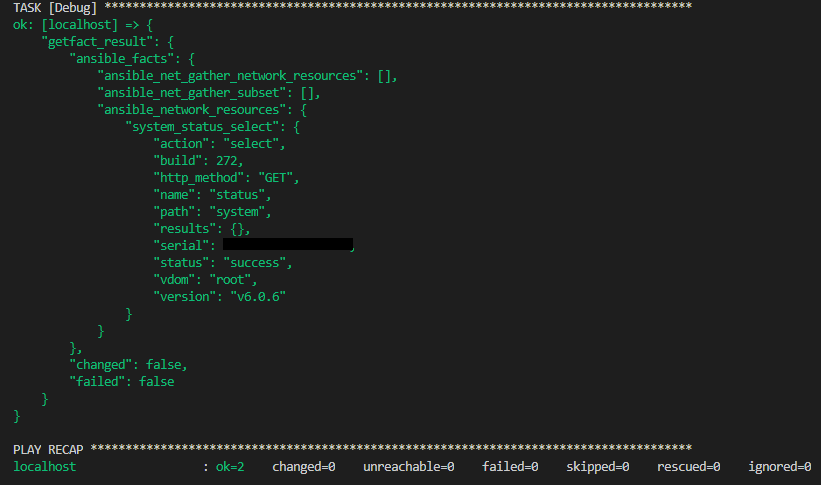 TASK [Debug] ************************************************************************************
ok: [localhost] => {
    "getfact_result": {
        "ansible_facts": {
            "ansible_net_gather_network_resources": [],
            "ansible_net_gather_subset": [],
            "ansible_network_resources": {
                "system_status_select": {
                    "action": "select",
                    "build": 272,
                    "http_method": "GET",
                    "name": "status",
                    "path": "system",
                    "results": {},
                    "serial": ,
                    "status": "success",
                    "vdom": "root",
                    "version": "v6.0.6"
                }
            }
        },
        "changed": false,
        "failed": false
    }
}
PLAY RECAP **************************************************************************************
localhost                  : ok=2    changed=0    unreachable=0    failed=0    skipped=0    rescued=0    ignored=0